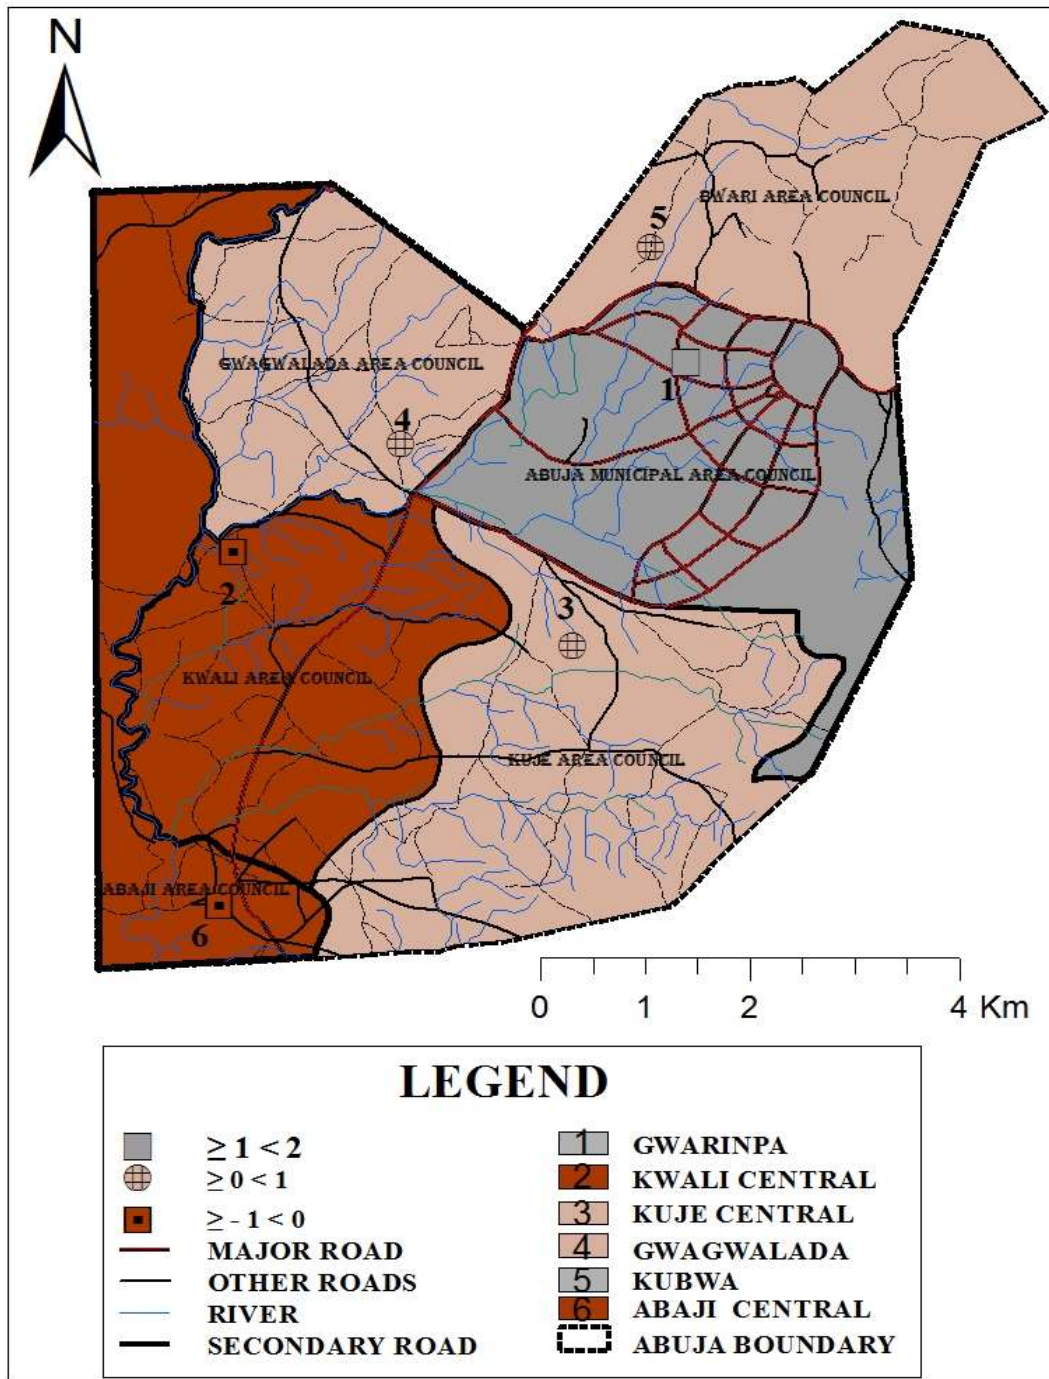 N
5
BWARI AREA COUNCIL
GWAGWALADA AREA COUNCIL
1
4
ABUJA MUNICIPAL AREA COUNCIL
2
3
KWALI AREA COUNCIL
KUJE AREA COUNCIL
ABAJI AREA COUNCIL
6
0 1 2 4 Km
LEGEND
≥ 1 < 2
≥ 0 < 1
≥ - 1 < 0
MAJOR ROAD
OTHER ROADS
RIVER
SECONDARY ROAD
1 GWARINPA
2 KWALI CENTRAL
3 KUJE CENTRAL
4 GWAGWALADA
5 KUBWA
6 ABAJI CENTRAL
ABUJA BOUNDARY